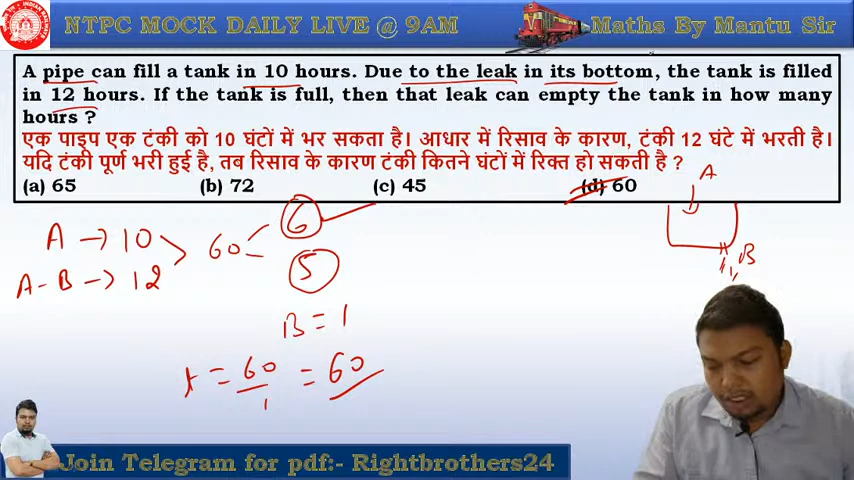 NTPC MOCK DAILY LIVE @ 9AM
Maths By Mantu Sir
A pipe can fill a tank in 10 hours. Due to the leak in its bottom, the tank is filled
in 12 hours. If the tank is full, then that leak can empty the tank in how many
hours ?
एक पाइप एक टंकी को 10 घंटों में भर सकता है। आधार में रिसाव के कारण, टंकी 12 घंटे में भरती है।
यदि टंकी पूर्ण भरी हुई है, तब रिसाव के कारण टंकी कितने घंटों में रिक्त हो सकती है ?
(a) 65 (b) 72 (c) 45 (d) 60
A
A → 10
60
6
A - B → 12
5
B
B = 1
t = 60/1 = 60
Join Telegram for pdf:- Rightbrothers24